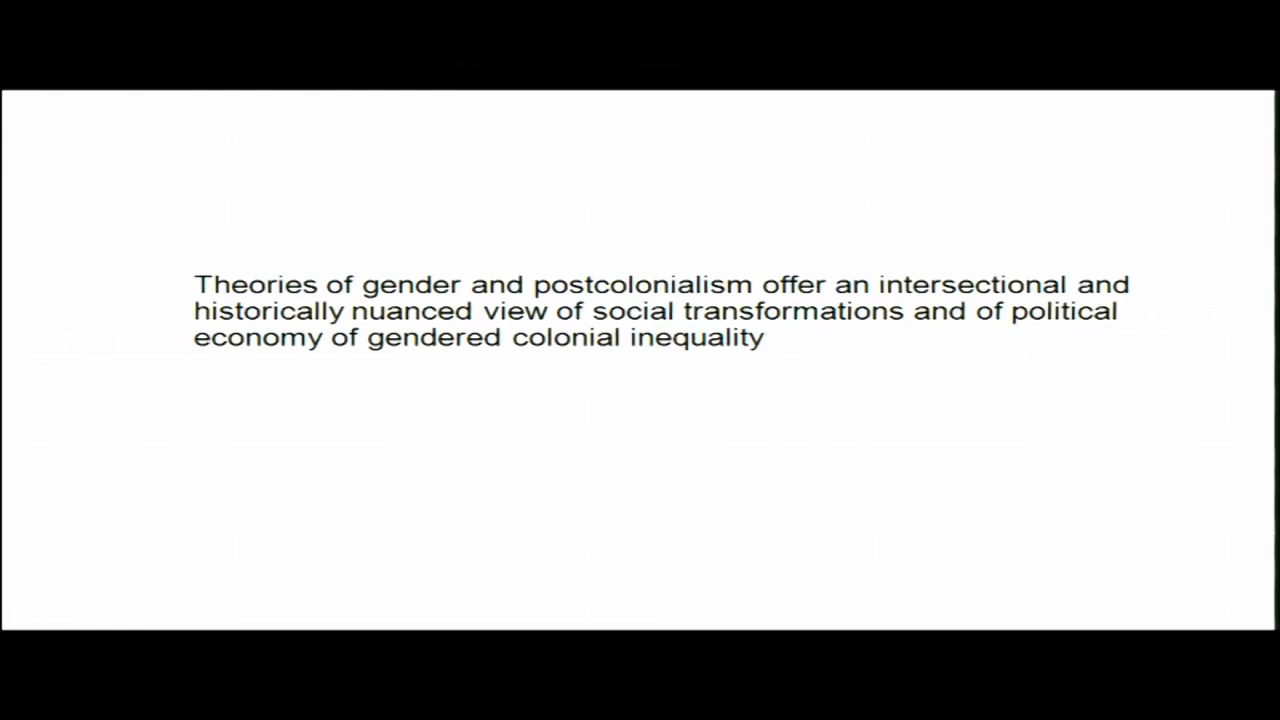 Theories of gender and postcolonialism offer an intersectional and
historically nuanced view of social transformations and of political
economy of gendered colonial inequality